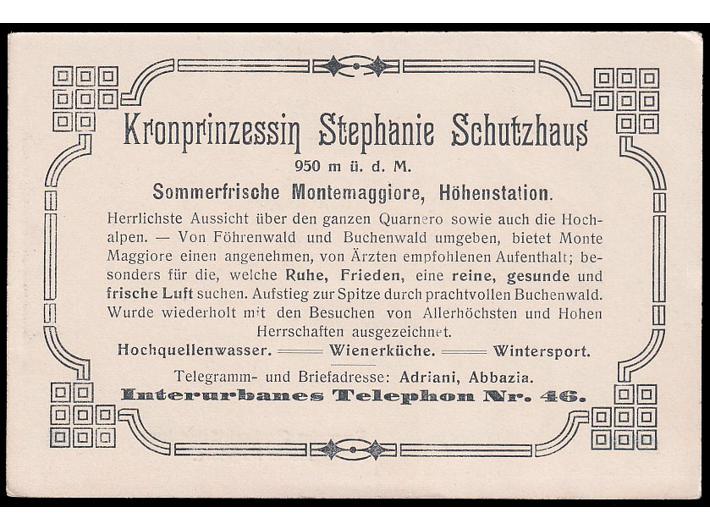 Kronprinzessin Stephanie Schutzhaus
950 m ü. d. M.
Sommerfrische Montemaggiore, Höhenstation.
Herrlichste Aussicht über den ganzen Quarnero sowie auch die Hoch-
alpen. — Von Föhrenwald und Buchenwald umgeben, bietet Monte
Maggiore einen angenehmen, von Ärzten empfohlenen Aufenthalt; be-
sonders für die, welche Ruhe, Frieden, eine reine, gesunde und
frische Luft suchen. Aufstieg zur Spitze durch prachtvollen Buchenwald.
Wurde wiederholt mit den Besuchen von Allerhöchsten und Hohen
Herrschaften ausgezeichnet.
Hochquellenwasser. — Wienerküche. — Wintersport.
Telegramm- und Briefadresse: Adriani, Abbazia.
Interurbanes Telephon Nr. 46.